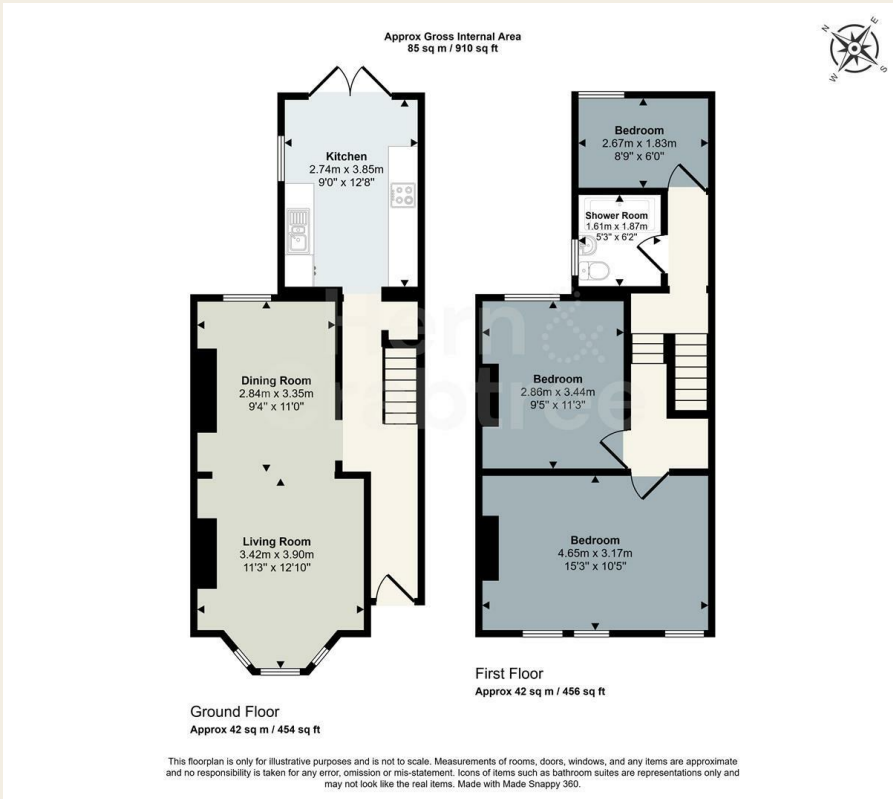 Approx Gross Internal Area
85 sq m / 910 sq ft
N
E
S
W
Kitchen
2.74m x 3.85m
9'0" x 12'8"
Dining Room
2.84m x 3.35m
9'4" x 11'0"
Living Room
3.42m x 3.90m
11'3" x 12'10"
Ground Floor
Approx 42 sq m / 454 sq ft
Bedroom
2.67m x 1.83m
8'9" x 6'0"
Shower Room
1.61m x 1.87m
5'3" x 6'2"
Bedroom
2.86m x 3.44m
9'5" x 11'3"
Bedroom
4.65m x 3.17m
15'3" x 10'5"
First Floor
Approx 42 sq m / 456 sq ft
Hern &
Crabtree
This floorplan is only for illustrative purposes and is not to scale. Measurements of rooms, doors, windows, and any items are approximate
and no responsibility is taken for any error, omission or mis-statement. Icons of items such as bathroom suites are representations only and
may not look like the real items. Made with Made Snappy 360.